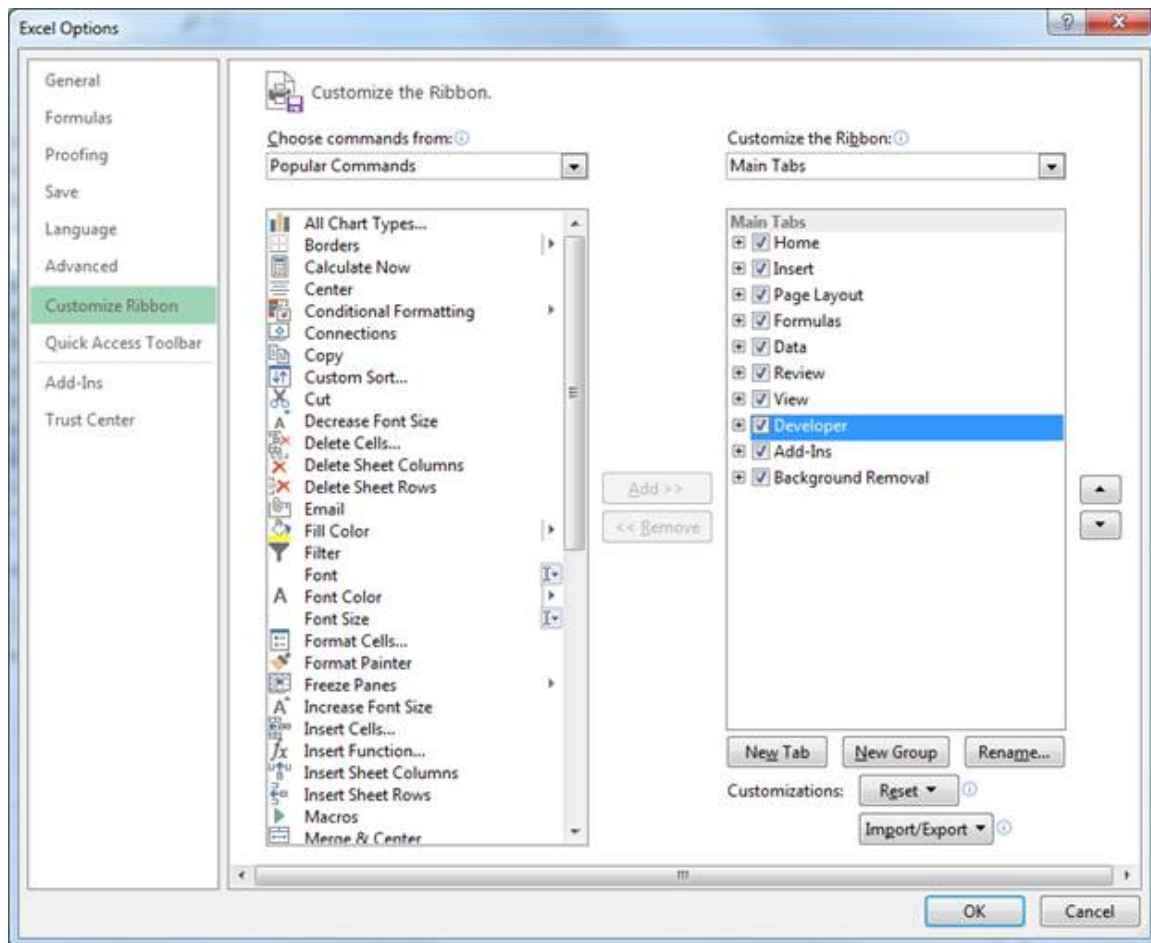 Excel Options
General
Formulas
Proofing
Save
Language
Advanced
Customize Ribbon
Quick Access Toolbar
Add-Ins
Trust Center
Customize the Ribbon.
Choose commands from:
Popular Commands
All Chart Types...
Borders
Calculate Now
Center
Conditional Formatting
Connections
Copy
Custom Sort...
Cut
Decrease Font Size
Delete Cells...
Delete Sheet Columns
Delete Sheet Rows
Email
Fill Color
Filter
Font
Font Color
Font Size
Format Cells...
Format Painter
Freeze Panes
Increase Font Size
Insert Cells...
Insert Function...
Insert Sheet Columns
Insert Sheet Rows
Macros
Merge & Center
Add >>
<< Remove
Customize the Ribbon:
Main Tabs
Main Tabs
Home
Insert
Page Layout
Formulas
Data
Review
View
Developer
Add-Ins
Background Removal
New Tab
New Group
Rename...
Customizations:
Reset
Import/Export
OK
Cancel